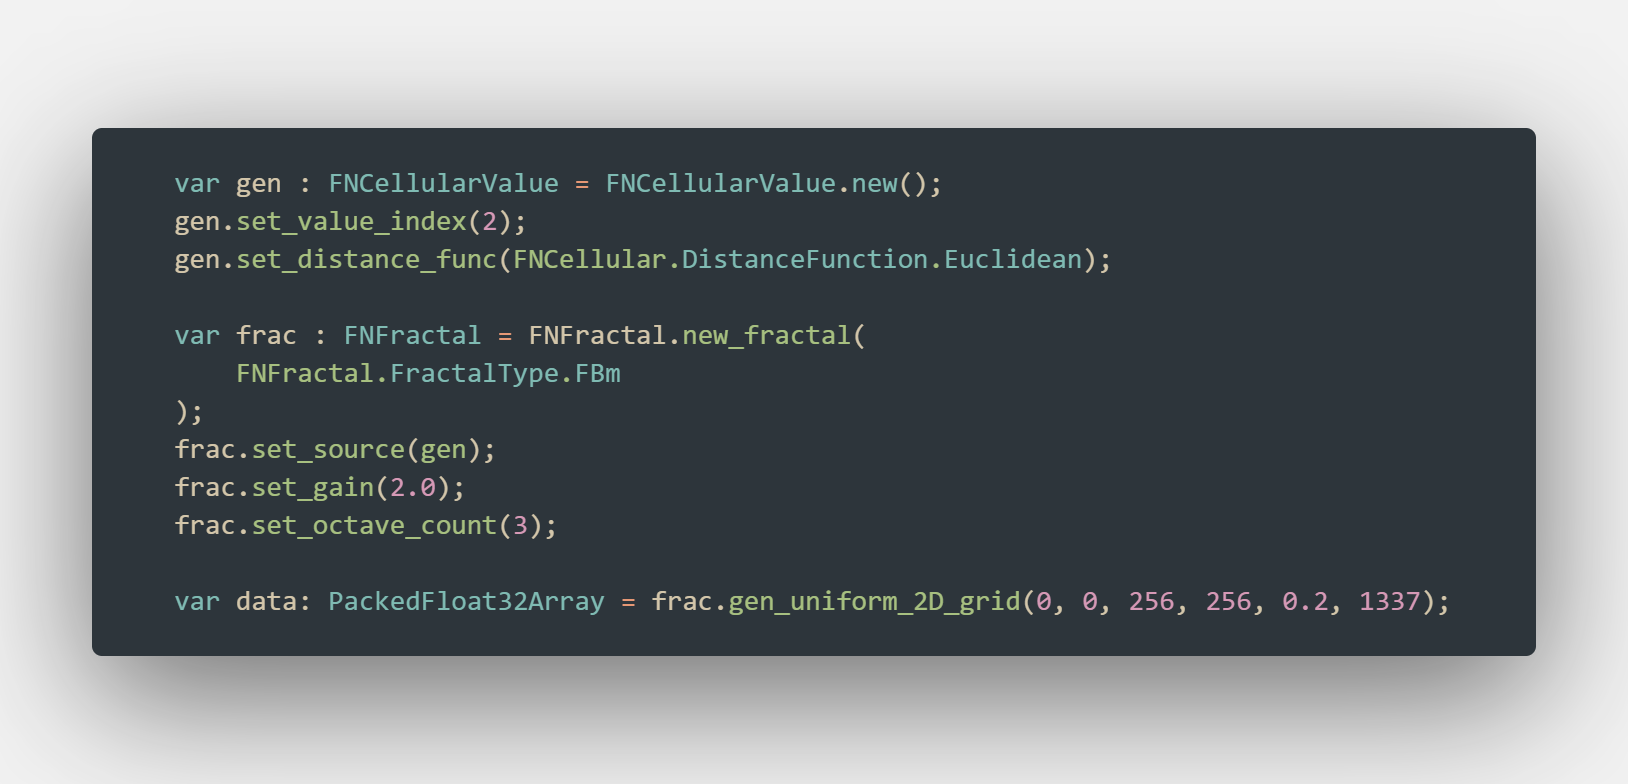 var gen : FNCellularValue = FNCellularValue.new();
gen.set_value_index(2);
gen.set_distance_func(FNCellular.DistanceFunction.Euclidean);

var frac : FNFractal = FNFractal.new_fractal(
    FNFractal.FractalType.FBm
);
frac.set_source(gen);
frac.set_gain(2.0);
frac.set_octave_count(3);

var data: PackedFloat32Array = frac.gen_uniform_2D_grid(0, 0, 256, 256, 0.2, 1337);